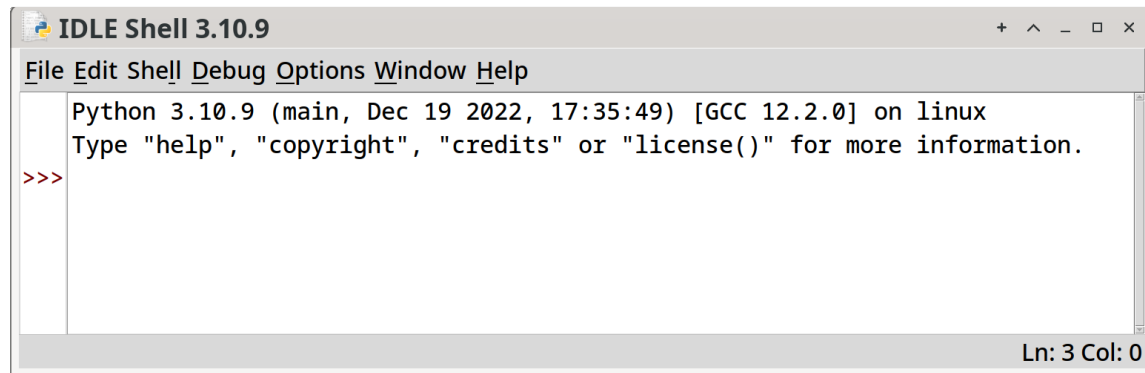 IDLE Shell 3.10.9
File Edit Shell Debug Options Window Help
Python 3.10.9 (main, Dec 19 2022, 17:35:49) [GCC 12.2.0] on linux
Type "help", "copyright", "credits" or "license()" for more information.
>>>
Ln: 3 Col: 0